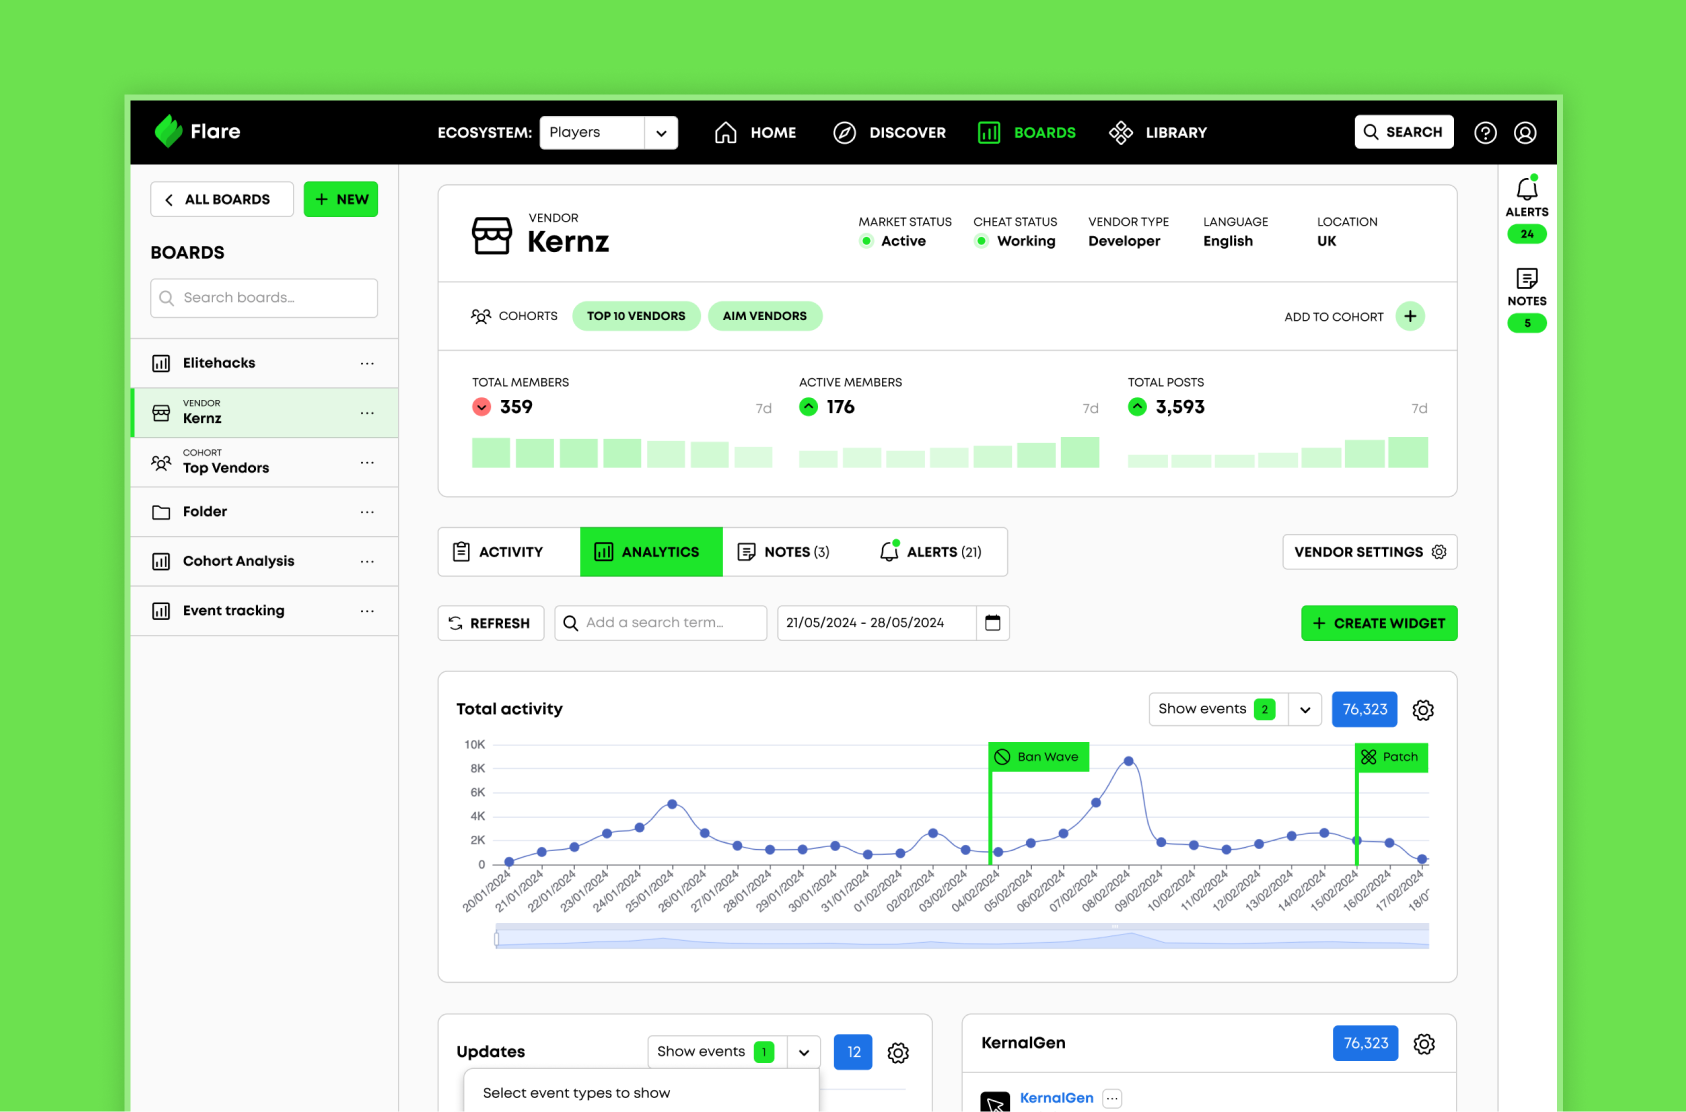 Flare
ECOSYSTEM: Players
HOME
DISCOVER
BOARDS
LIBRARY
SEARCH
ALL BOARDS
+ NEW
BOARDS
Search boards...
Elitehacks
VENDOR
Kernz
COHORT
Top Vendors
Folder
Cohort Analysis
Event tracking
VENDOR
Kernz
MARKET STATUS
Active
CHEAT STATUS
Working
VENDOR TYPE
Developer
LANGUAGE
English
LOCATION
UK
ALERTS
24
NOTES
5
COHORTS
TOP 10 VENDORS
AIM VENDORS
ADD TO COHORT
TOTAL MEMBERS
359
7d
ACTIVE MEMBERS
176
7d
TOTAL POSTS
3,593
7d
ACTIVITY
ANALYTICS
NOTES (3)
ALERTS (21)
VENDOR SETTINGS
REFRESH
Add a search term...
21/05/2024 - 28/05/2024
+ CREATE WIDGET
Total activity
Show events 2
76,323
Ban Wave
Patch
10K
8K
6K
4K
2K
0
20/01/2024
21/01/2024
22/01/2024
23/01/2024
24/01/2024
25/01/2024
26/01/2024
27/01/2024
28/01/2024
29/01/2024
30/01/2024
31/01/2024
01/02/2024
02/02/2024
03/02/2024
04/02/2024
05/02/2024
06/02/2024
07/02/2024
08/02/2024
09/02/2024
10/02/2024
11/02/2024
12/02/2024
13/02/2024
14/02/2024
15/02/2024
16/02/2024
17/02/2024
Updates
Show events 1
12
Select event types to show
KernalGen
76,323
KernalGen